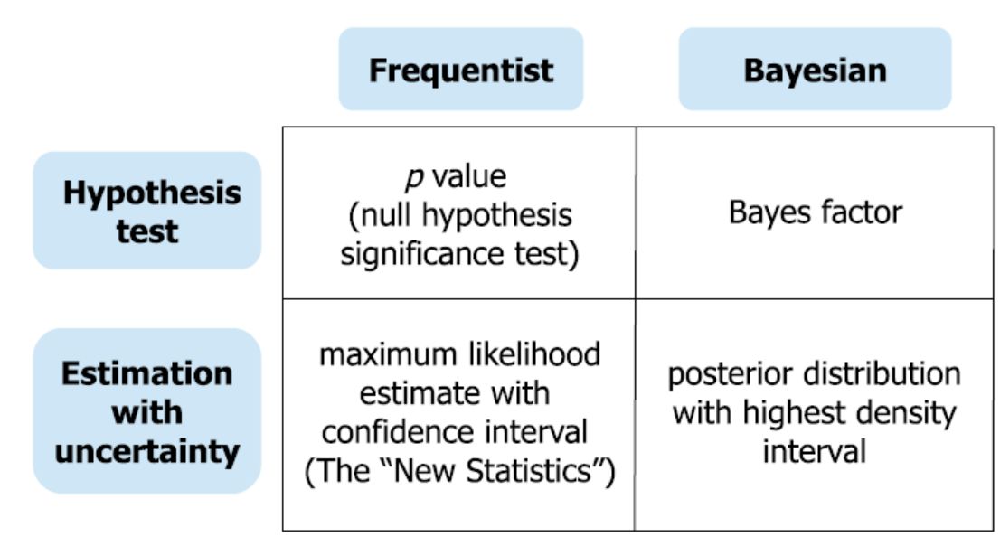 Frequentist
Bayesian
Hypothesis
test
p value
(null hypothesis
significance test)
Bayes factor
Estimation
with
uncertainty
maximum likelihood
estimate with
confidence interval
(The “New Statistics”)
posterior distribution
with highest density
interval